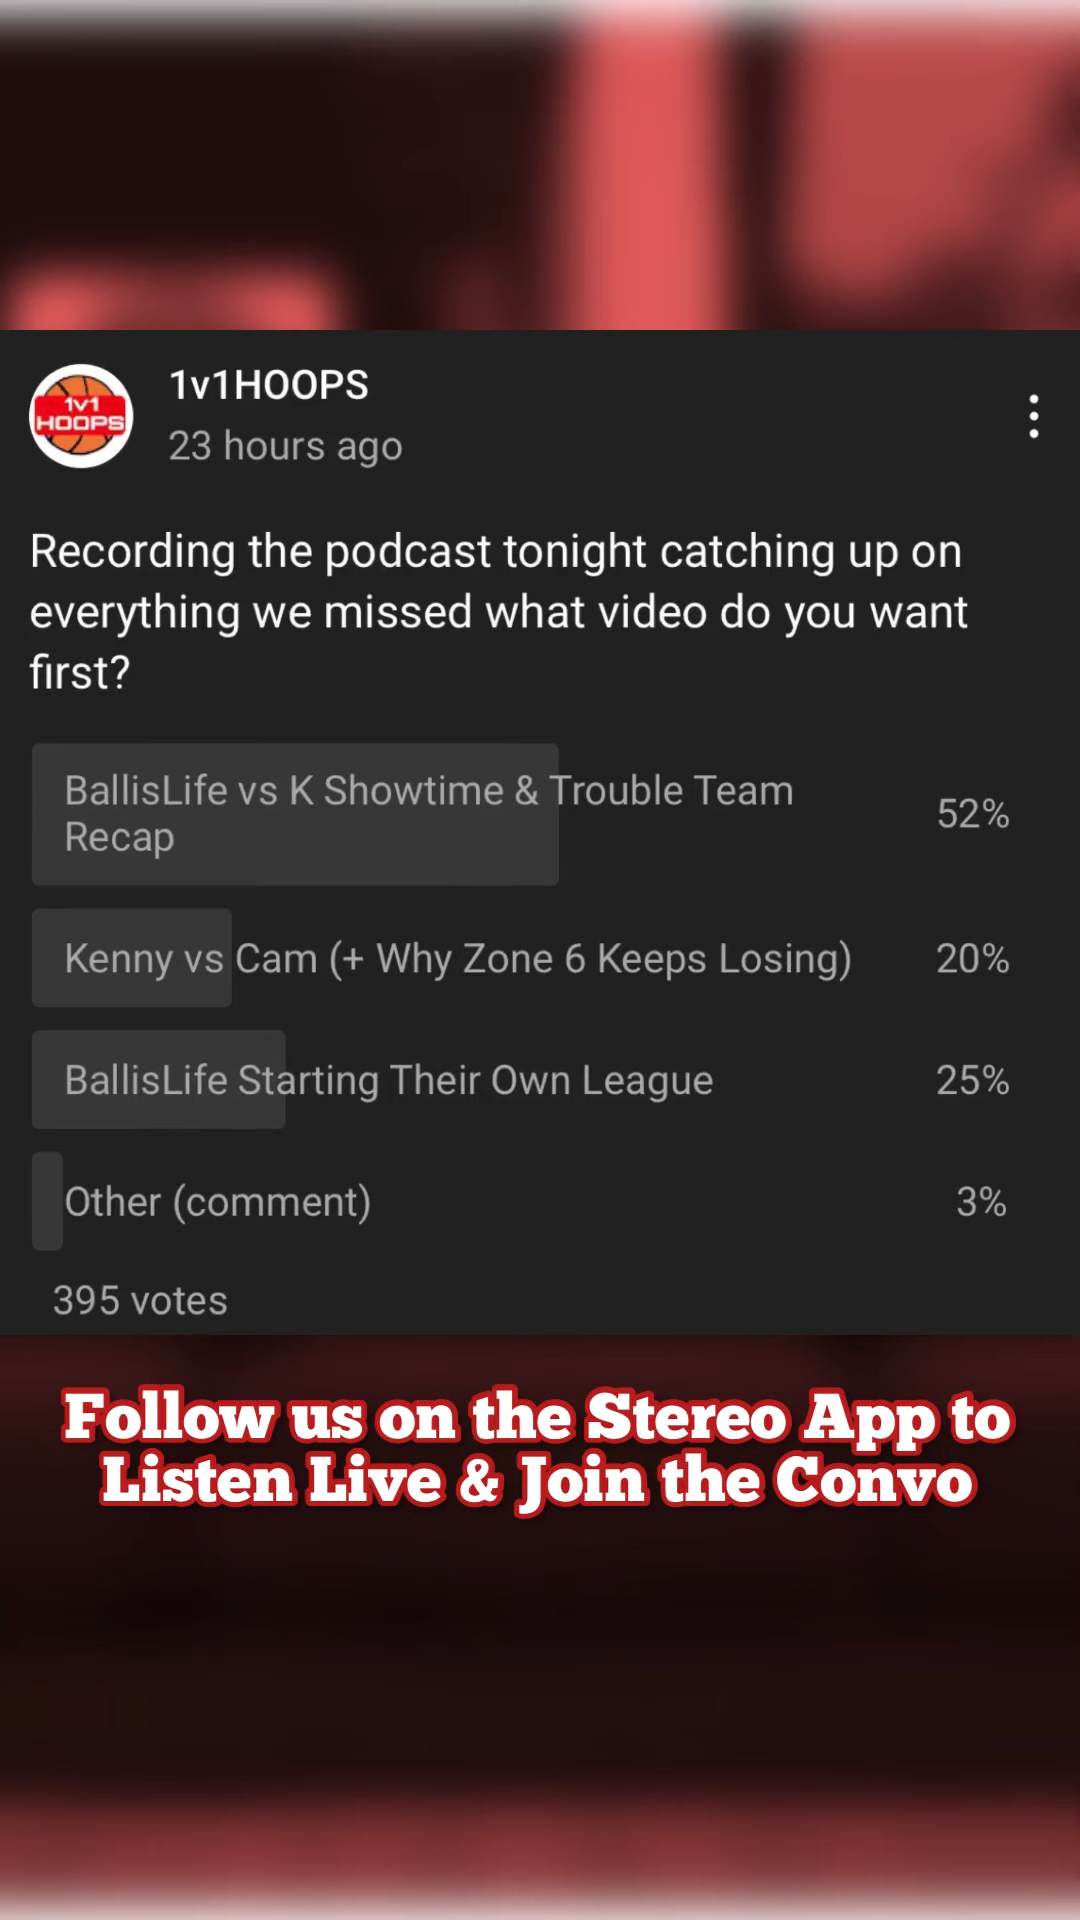 1v1HOOPS
1v1
HOOPS
23 hours ago
Recording the podcast tonight catching up on
everything we missed what video do you want
first?
BallisLife vs K Showtime & Trouble Team
Recap
52%
Kenny vs Cam (+ Why Zone 6 Keeps Losing)
20%
BallisLife Starting Their Own League
25%
Other (comment)
3%
395 votes
Follow us on the Stereo App to
Listen Live & Join the Convo